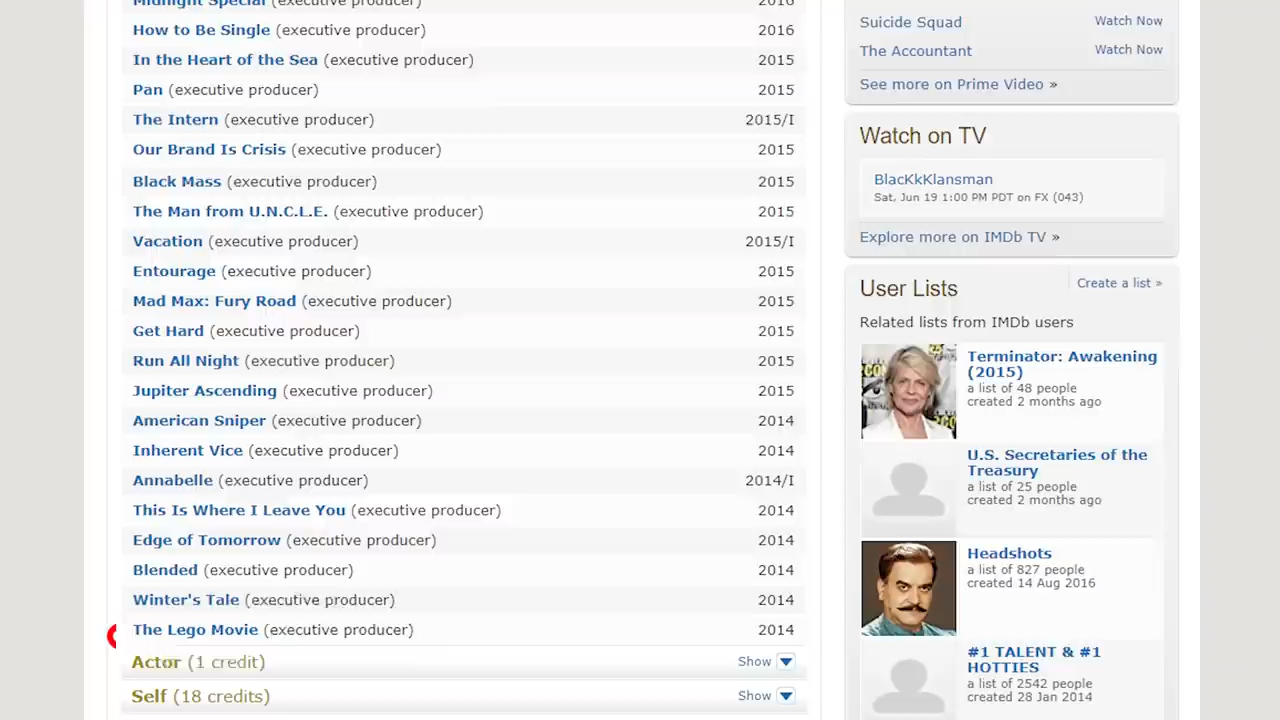 Midnight Special (executive producer) 2016
How to Be Single (executive producer) 2016
In the Heart of the Sea (executive producer) 2015
Pan (executive producer) 2015
The Intern (executive producer) 2015/I
Our Brand Is Crisis (executive producer) 2015
Black Mass (executive producer) 2015
The Man from U.N.C.L.E. (executive producer) 2015
Vacation (executive producer) 2015/I
Entourage (executive producer) 2015
Mad Max: Fury Road (executive producer) 2015
Get Hard (executive producer) 2015
Run All Night (executive producer) 2015
Jupiter Ascending (executive producer) 2015
American Sniper (executive producer) 2014
Inherent Vice (executive producer) 2014
Annabelle (executive producer) 2014/I
This Is Where I Leave You (executive producer) 2014
Edge of Tomorrow (executive producer) 2014
Blended (executive producer) 2014
Winter's Tale (executive producer) 2014
The Lego Movie (executive producer) 2014
Actor (1 credit) Show
Self (18 credits) Show
Suicide Squad Watch Now
The Accountant Watch Now
See more on Prime Video »
Watch on TV
BlacKkKlansman
Sat, Jun 19 1:00 PM PDT on FX (043)
Explore more on IMDb TV »
User Lists Create a list »
Related lists from IMDb users
Terminator: Awakening
(2015)
a list of 48 people
created 2 months ago
U.S. Secretaries of the
Treasury
a list of 25 people
created 2 months ago
Headshots
a list of 827 people
created 14 Aug 2016
#1 TALENT & #1
HOTTIES
a list of 2542 people
created 28 Jan 2014